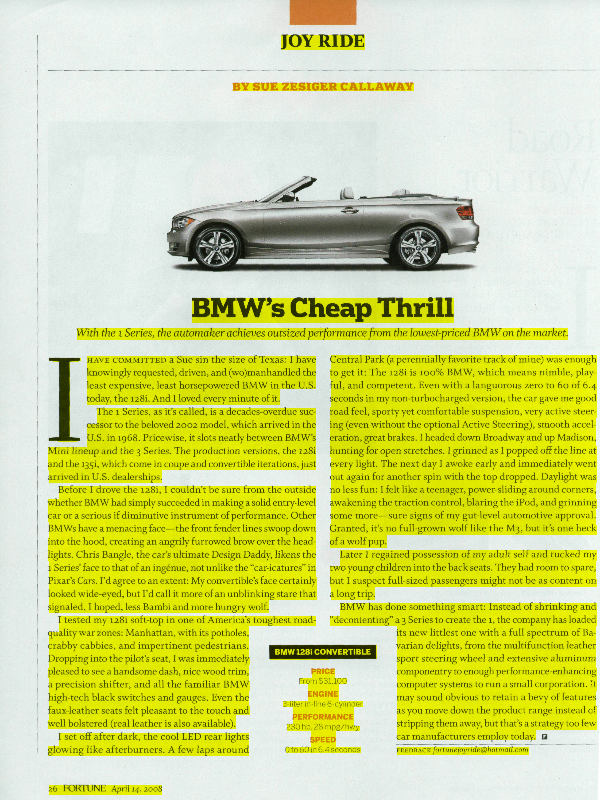 JOY RIDE
BY SUE ZESIGER CALLAWAY
BMW's Cheap Thrill
With the 1 Series, the automaker achieves outsized performance from the lowest-priced BMW on the market.
I HAVE COMMITTED a Sue sin the size of Texas: I have
knowingly requested, driven, and (wo)manhandled the
least expensive, least horsepowered BMW in the U.S.
today, the 128i. And I loved every minute of it.
The 1 Series, as it's called, is a decades-overdue suc-
cessor to the beloved 2002 model, which arrived in the
U.S. in 1968. Pricewise, it slots neatly between BMW's
Mini lineup and the 3 Series. The production versions, the 128i
and the 135i, which come in coupe and convertible iterations, just
arrived in U.S. dealerships.
Before I drove the 128i, I couldn't be sure from the outside
whether BMW had simply succeeded in making a solid entry-level
car or a serious if diminutive instrument of performance. Other
BMWs have a menacing face—the front fender lines swoop down
into the hood, creating an angrily furrowed brow over the head-
lights. Chris Bangle, the car's ultimate Design Daddy, likens the
1 Series' face to that of an ingénue, not unlike the "car-icatures" in
Pixar's Cars. I'd agree to an extent: My convertible's face certainly
looked wide-eyed, but I'd call it more of an unblinking stare that
signaled, I hoped, less Bambi and more hungry wolf.
I tested my 128i soft-top in one of America's toughest road-
quality war zones: Manhattan, with its potholes,
crabby cabbies, and impertinent pedestrians.
Dropping into the pilot's seat, I was immediately
pleased to see a handsome dash, nice wood trim,
a precision shifter, and all the familiar BMW
high-tech black switches and gauges. Even the
faux-leather seats felt pleasant to the touch and
well bolstered (real leather is also available).
I set off after dark, the cool LED rear lights
glowing like afterburners. A few laps around
Central Park (a perennially favorite track of mine) was enough
to get it: The 128i is 100% BMW, which means nimble, play-
ful, and competent. Even with a languorous zero to 60 of 6.4
seconds in my non-turbocharged version, the car gave me good
road feel, sporty yet comfortable suspension, very active steer-
ing (even without the optional Active Steering), smooth accel-
eration, great brakes. I headed down Broadway and up Madison,
hunting for open stretches. I grinned as I popped off the line at
every light. The next day I awoke early and immediately went
out again for another spin with the top dropped. Daylight was
no less fun: I felt like a teenager, power-sliding around corners,
awakening the traction control, blaring the iPod, and grinning
some more—sure signs of my gut-level automotive approval.
Granted, it's no full-grown wolf like the M3, but it's one heck
of a wolf pup.
Later I regained possession of my adult self and tucked my
two young children into the back seats. They had room to spare,
but I suspect full-sized passengers might not be as content on
a long trip.
BMW has done something smart: Instead of shrinking and
"decontenting" a 3 Series to create the 1, the company has loaded
its new littlest one with a full spectrum of Ba-
varian delights, from the multifunction leather
sport steering wheel and extensive aluminum
componentry to enough performance-enhancing
computer systems to run a small corporation. It
may sound obvious to retain a bevy of features
as you move down the product range instead of
stripping them away, but that's a strategy too few
car manufacturers employ today. F
FEEDBACK fortunejoyride@hotmail.com
BMW 128i CONVERTIBLE
PRICE
From $31,100
ENGINE
3-liter in-line 6-cylinder
PERFORMANCE
230 hp, 25 mpg/hwy
SPEED
0 to 60 in 6.4 seconds
26 FORTUNE April 14, 2008